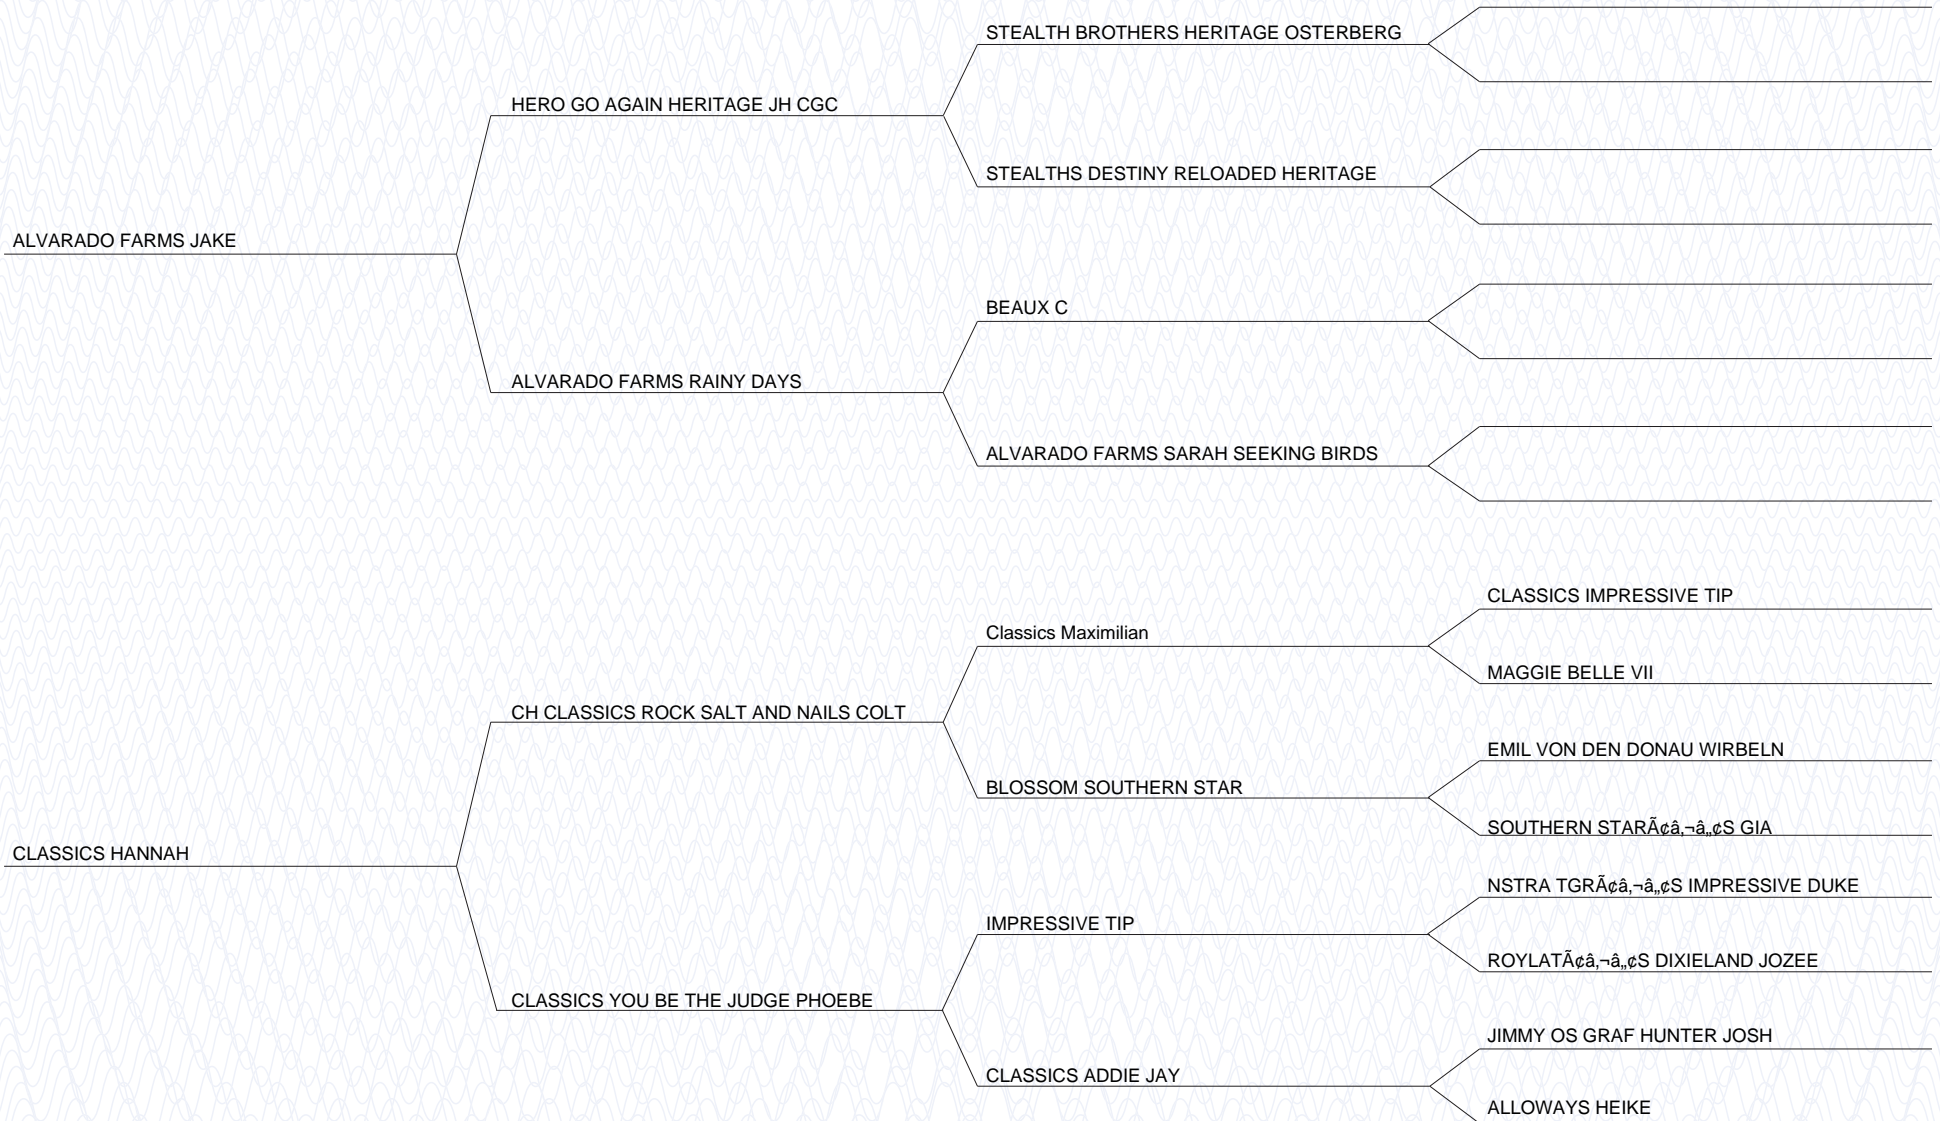 STEALTH BROTHERS HERITAGE OSTERBERG
HERO GO AGAIN HERITAGE JH CGC
STEALTHS DESTINY RELOADED HERITAGE
ALVARADO FARMS JAKE
BEAUX C
ALVARADO FARMS RAINY DAYS
ALVARADO FARMS SARAH SEEKING BIRDS
CLASSICS IMPRESSIVE TIP
Classics Maximilian
MAGGIE BELLE VII
CH CLASSICS ROCK SALT AND NAILS COLT
EMIL VON DEN DONAU WIRBELN
BLOSSOM SOUTHERN STAR
SOUTHERN STARÃ¢â‚¬â„¢S GIA
CLASSICS HANNAH
NSTRA TGRÃ¢â‚¬â„¢S IMPRESSIVE DUKE
IMPRESSIVE TIP
ROYLATÃ¢â‚¬â„¢S DIXIELAND JOZEE
CLASSICS YOU BE THE JUDGE PHOEBE
JIMMY OS GRAF HUNTER JOSH
CLASSICS ADDIE JAY
ALLOWAYS HEIKE